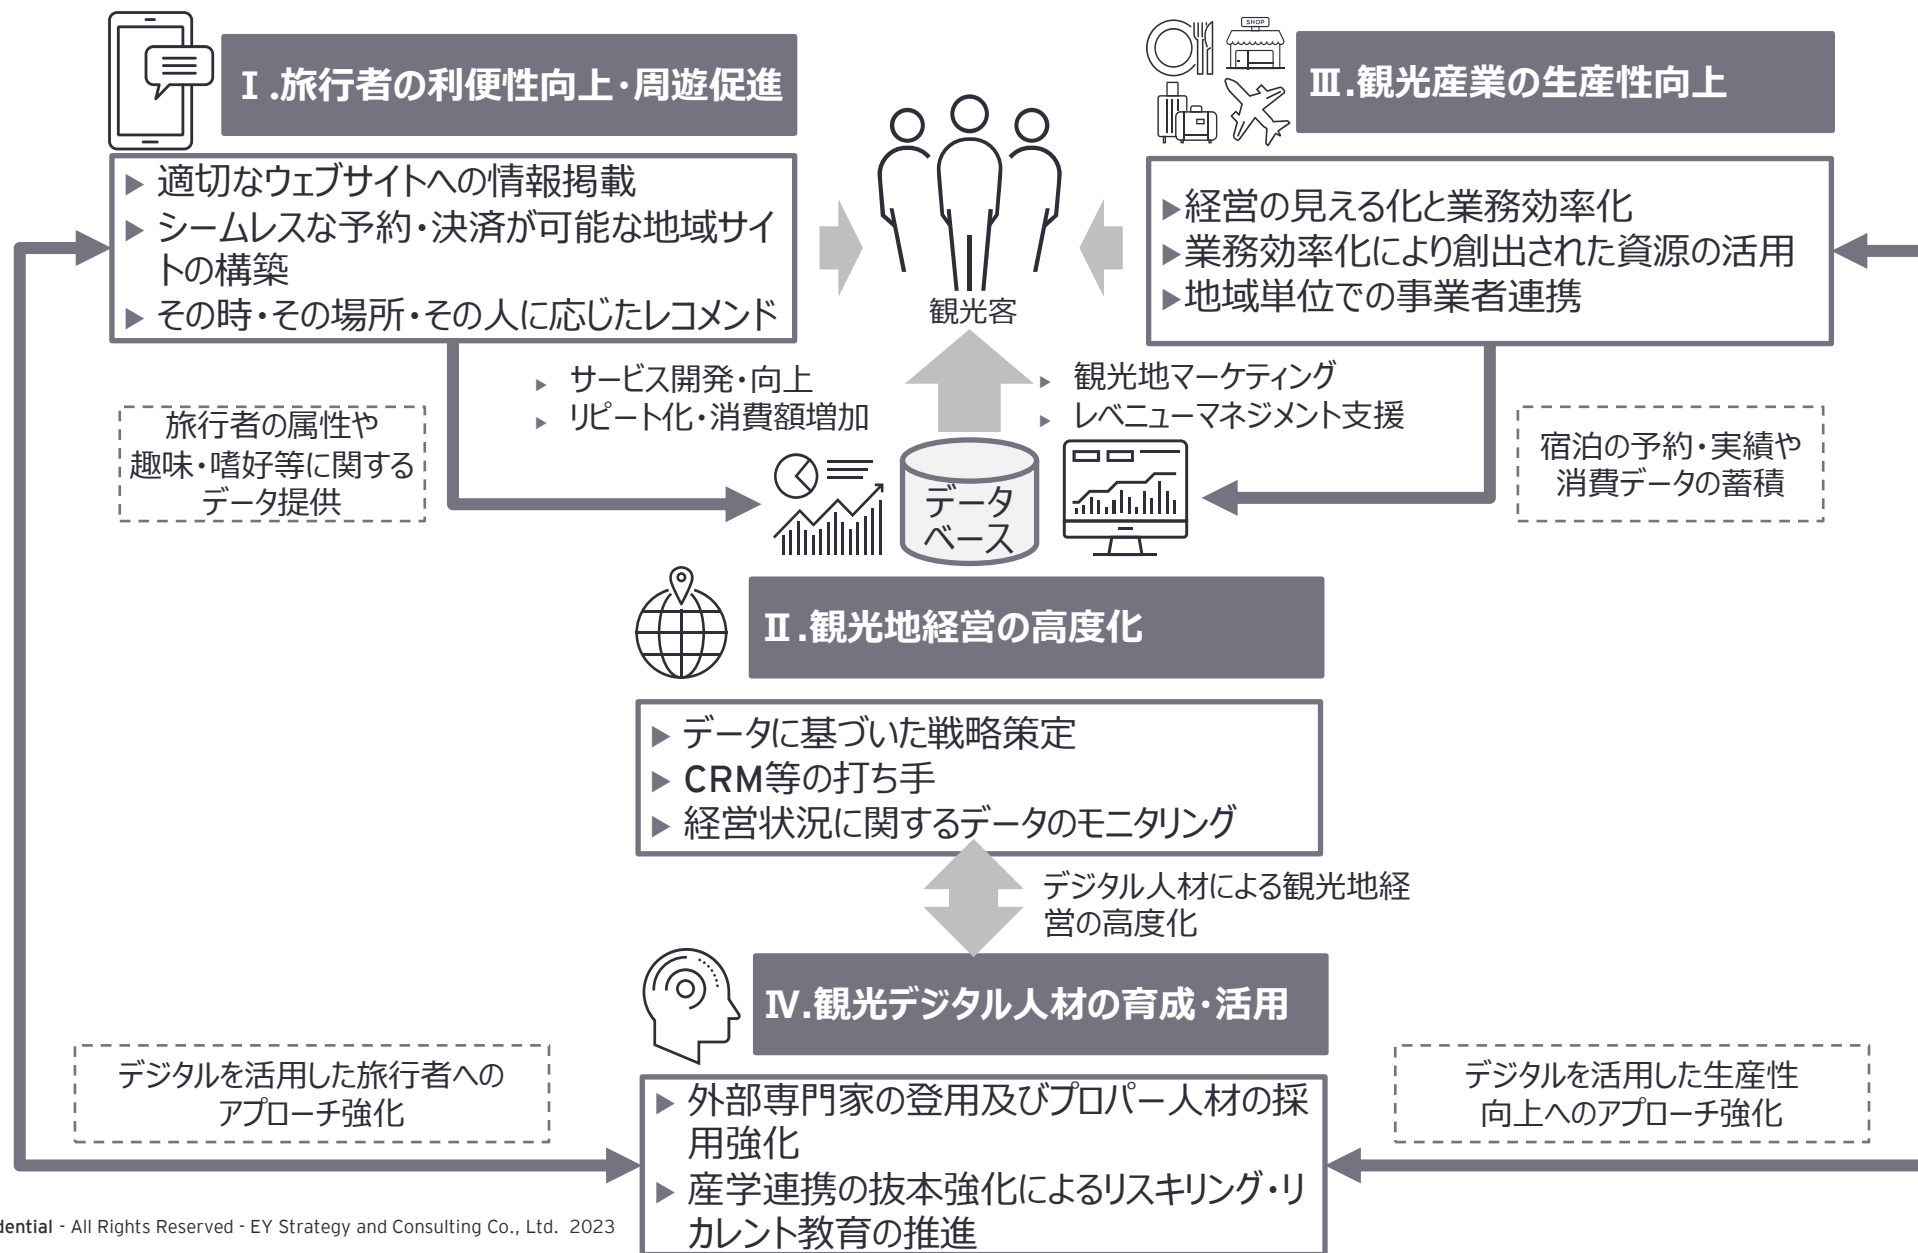 Ⅰ.旅行者の利便性向上・周遊促進
▶ 適切なウェブサイトへの情報掲載
▶ シームレスな予約・決済が可能な地域サイ
トの構築
▶ その時・その場所・その人に応じたレコメンド
観光客
SHOP
Ⅲ.観光産業の生産性向上
▶経営の見える化と業務効率化
▶業務効率化により創出された資源の活用
▶地域単位での事業者連携
旅行者の属性や
趣味・嗜好等に関する
データ提供
▶ サービス開発・向上
▶ リピート化・消費額増加
▶ 観光地マーケティング
▶ レベニューマネジメント支援
宿泊の予約・実績や
消費データの蓄積
データ
ベース
Ⅱ.観光地経営の高度化
▶ データに基づいた戦略策定
▶ CRM等の打ち手
▶ 経営状況に関するデータのモニタリング
デジタル人材による観光地経
営の高度化
Ⅳ.観光デジタル人材の育成・活用
▶ 外部専門家の登用及びプロパー人材の採
用強化
▶ 産学連携の抜本強化によるリスキリング・リ
カレント教育の推進
デジタルを活用した旅行者への
アプローチ強化
デジタルを活用した生産性
向上へのアプローチ強化
dential - All Rights Reserved - EY Strategy and Consulting Co., Ltd. 2023